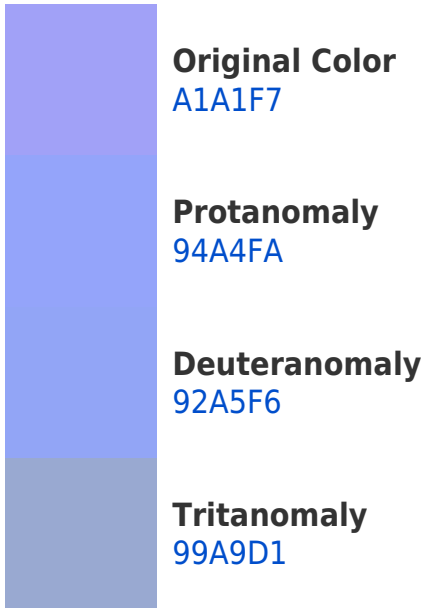 Original Color
A1A1F7
Protanomaly
94A4FA
Deuteranomaly
92A5F6
Tritanomaly
99A9D1